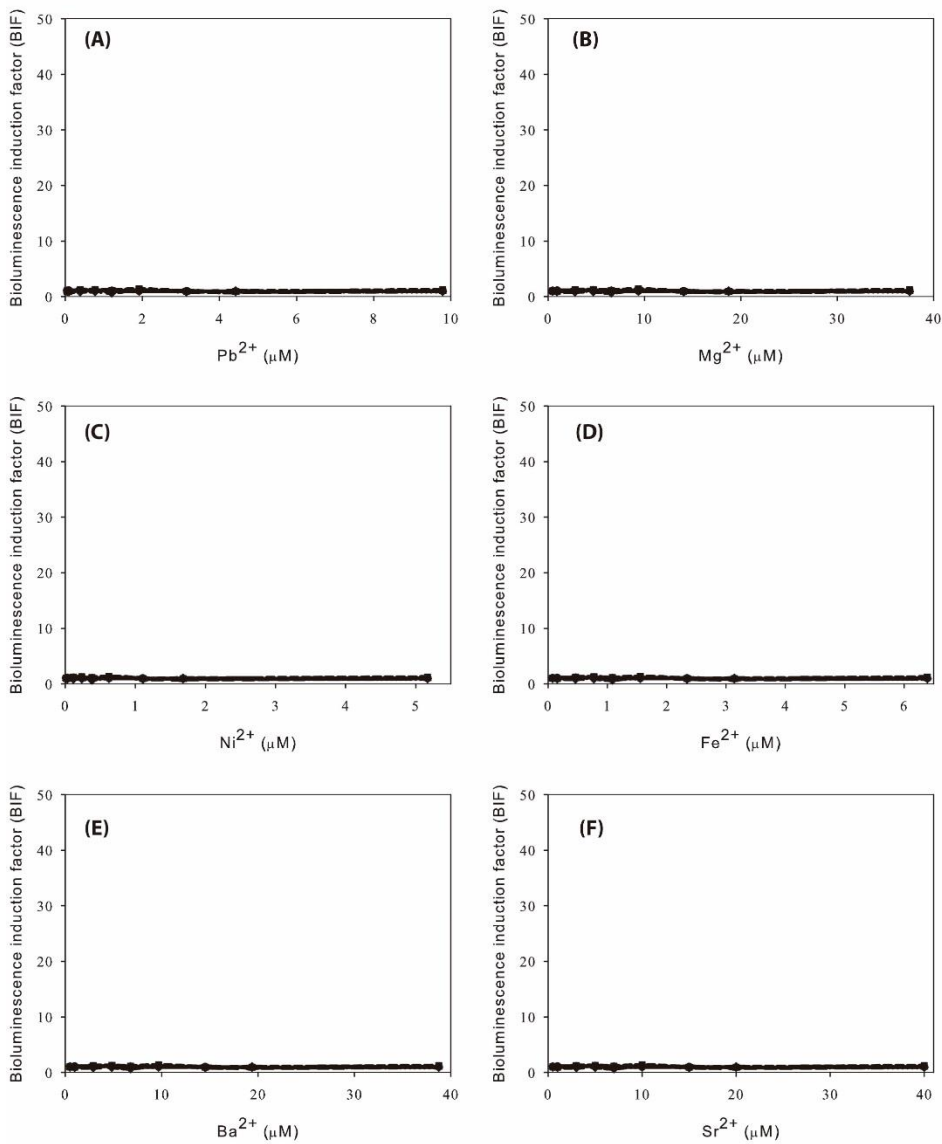 Bioluminescence induction factor (BIF)
50
40
30
20
10
0
(A)
0 2 4 6 8 10
Pb2+ (μM)
Bioluminescence induction factor (BIF)
50
40
30
20
10
0
(B)
0 10 20 30 40
Mg2+ (μM)
Bioluminescence induction factor (BIF)
50
40
30
20
10
0
(C)
0 1 2 3 4 5
Ni2+ (μM)
Bioluminescence induction factor (BIF)
50
40
30
20
10
0
(D)
0 1 2 3 4 5 6
Fe2+ (μM)
Bioluminescence induction factor (BIF)
50
40
30
20
10
0
(E)
0 10 20 30 40
Ba2+ (μM)
Bioluminescence induction factor (BIF)
50
40
30
20
10
0
(F)
0 10 20 30 40
Sr2+ (μM)